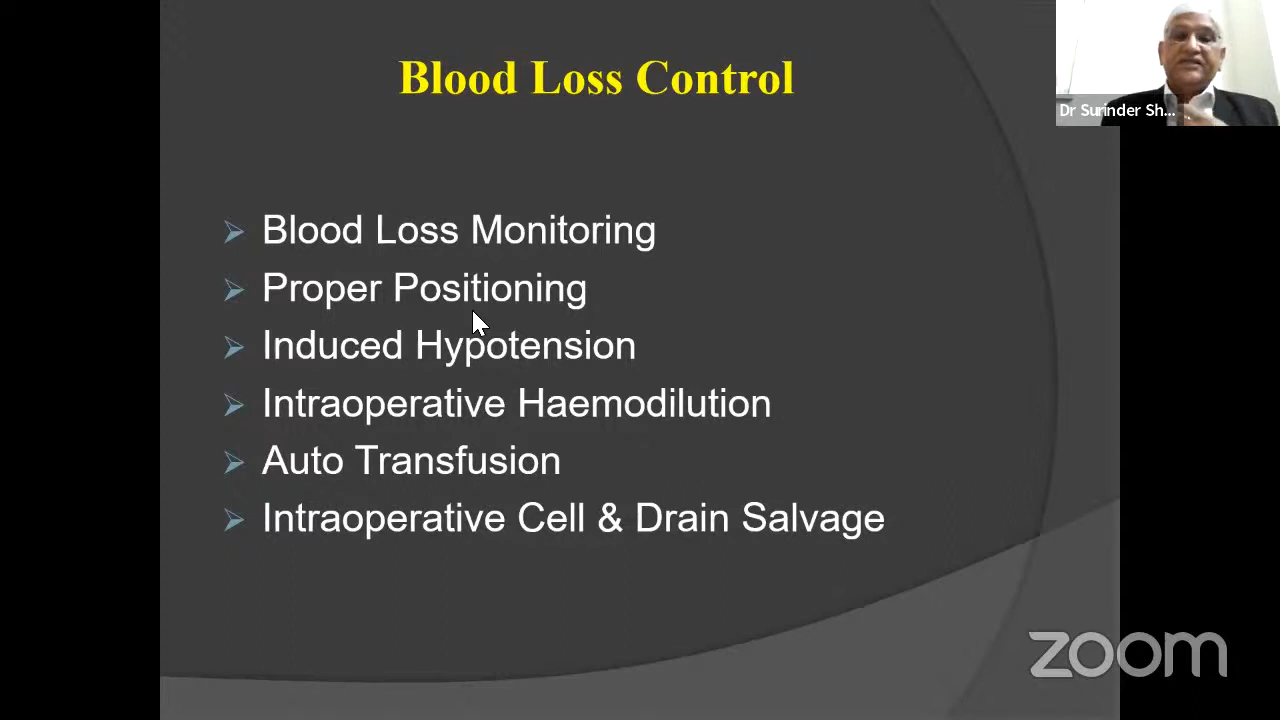 Blood Loss Control
Dr Surinder Sh...
Blood Loss Monitoring
Proper Positioning
Induced Hypotension
Intraoperative Haemodilution
Auto Transfusion
Intraoperative Cell & Drain Salvage
zoom